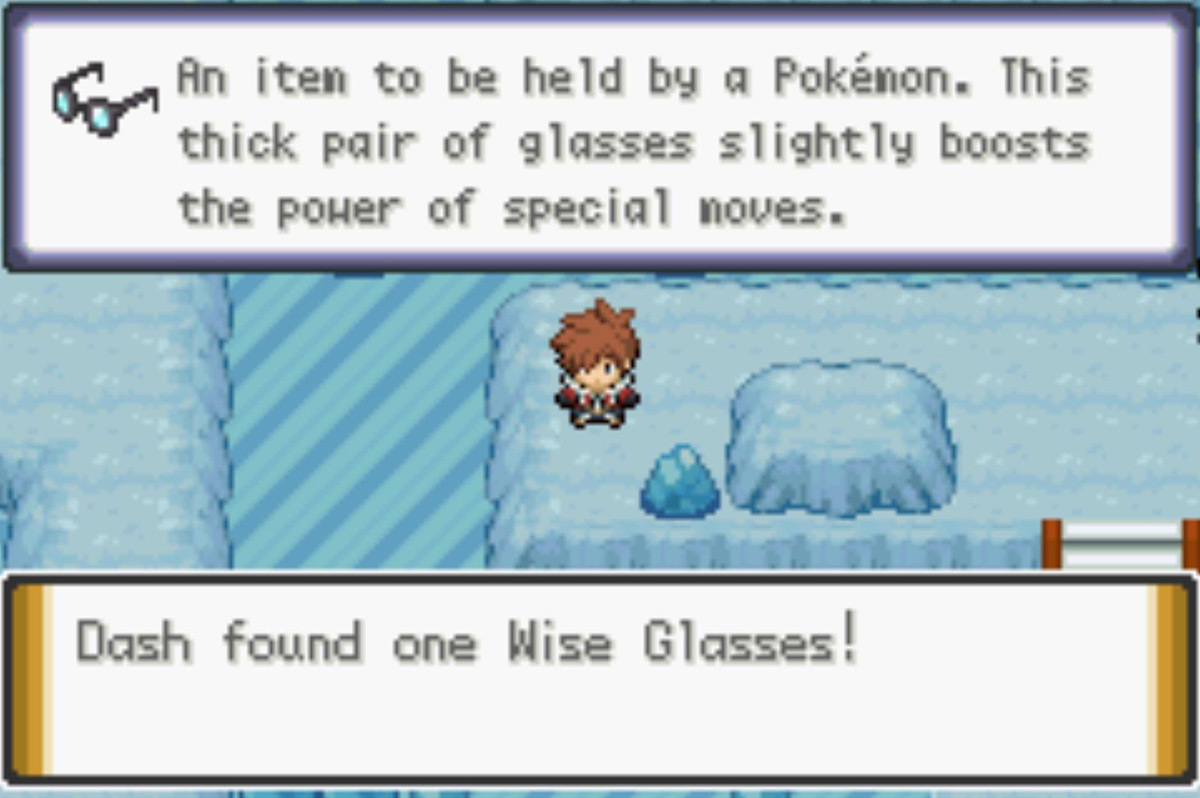 An item to be held by a Pokémon. This
thick pair of glasses slightly boosts
the power of special moves.
Dash found one Wise Glasses!